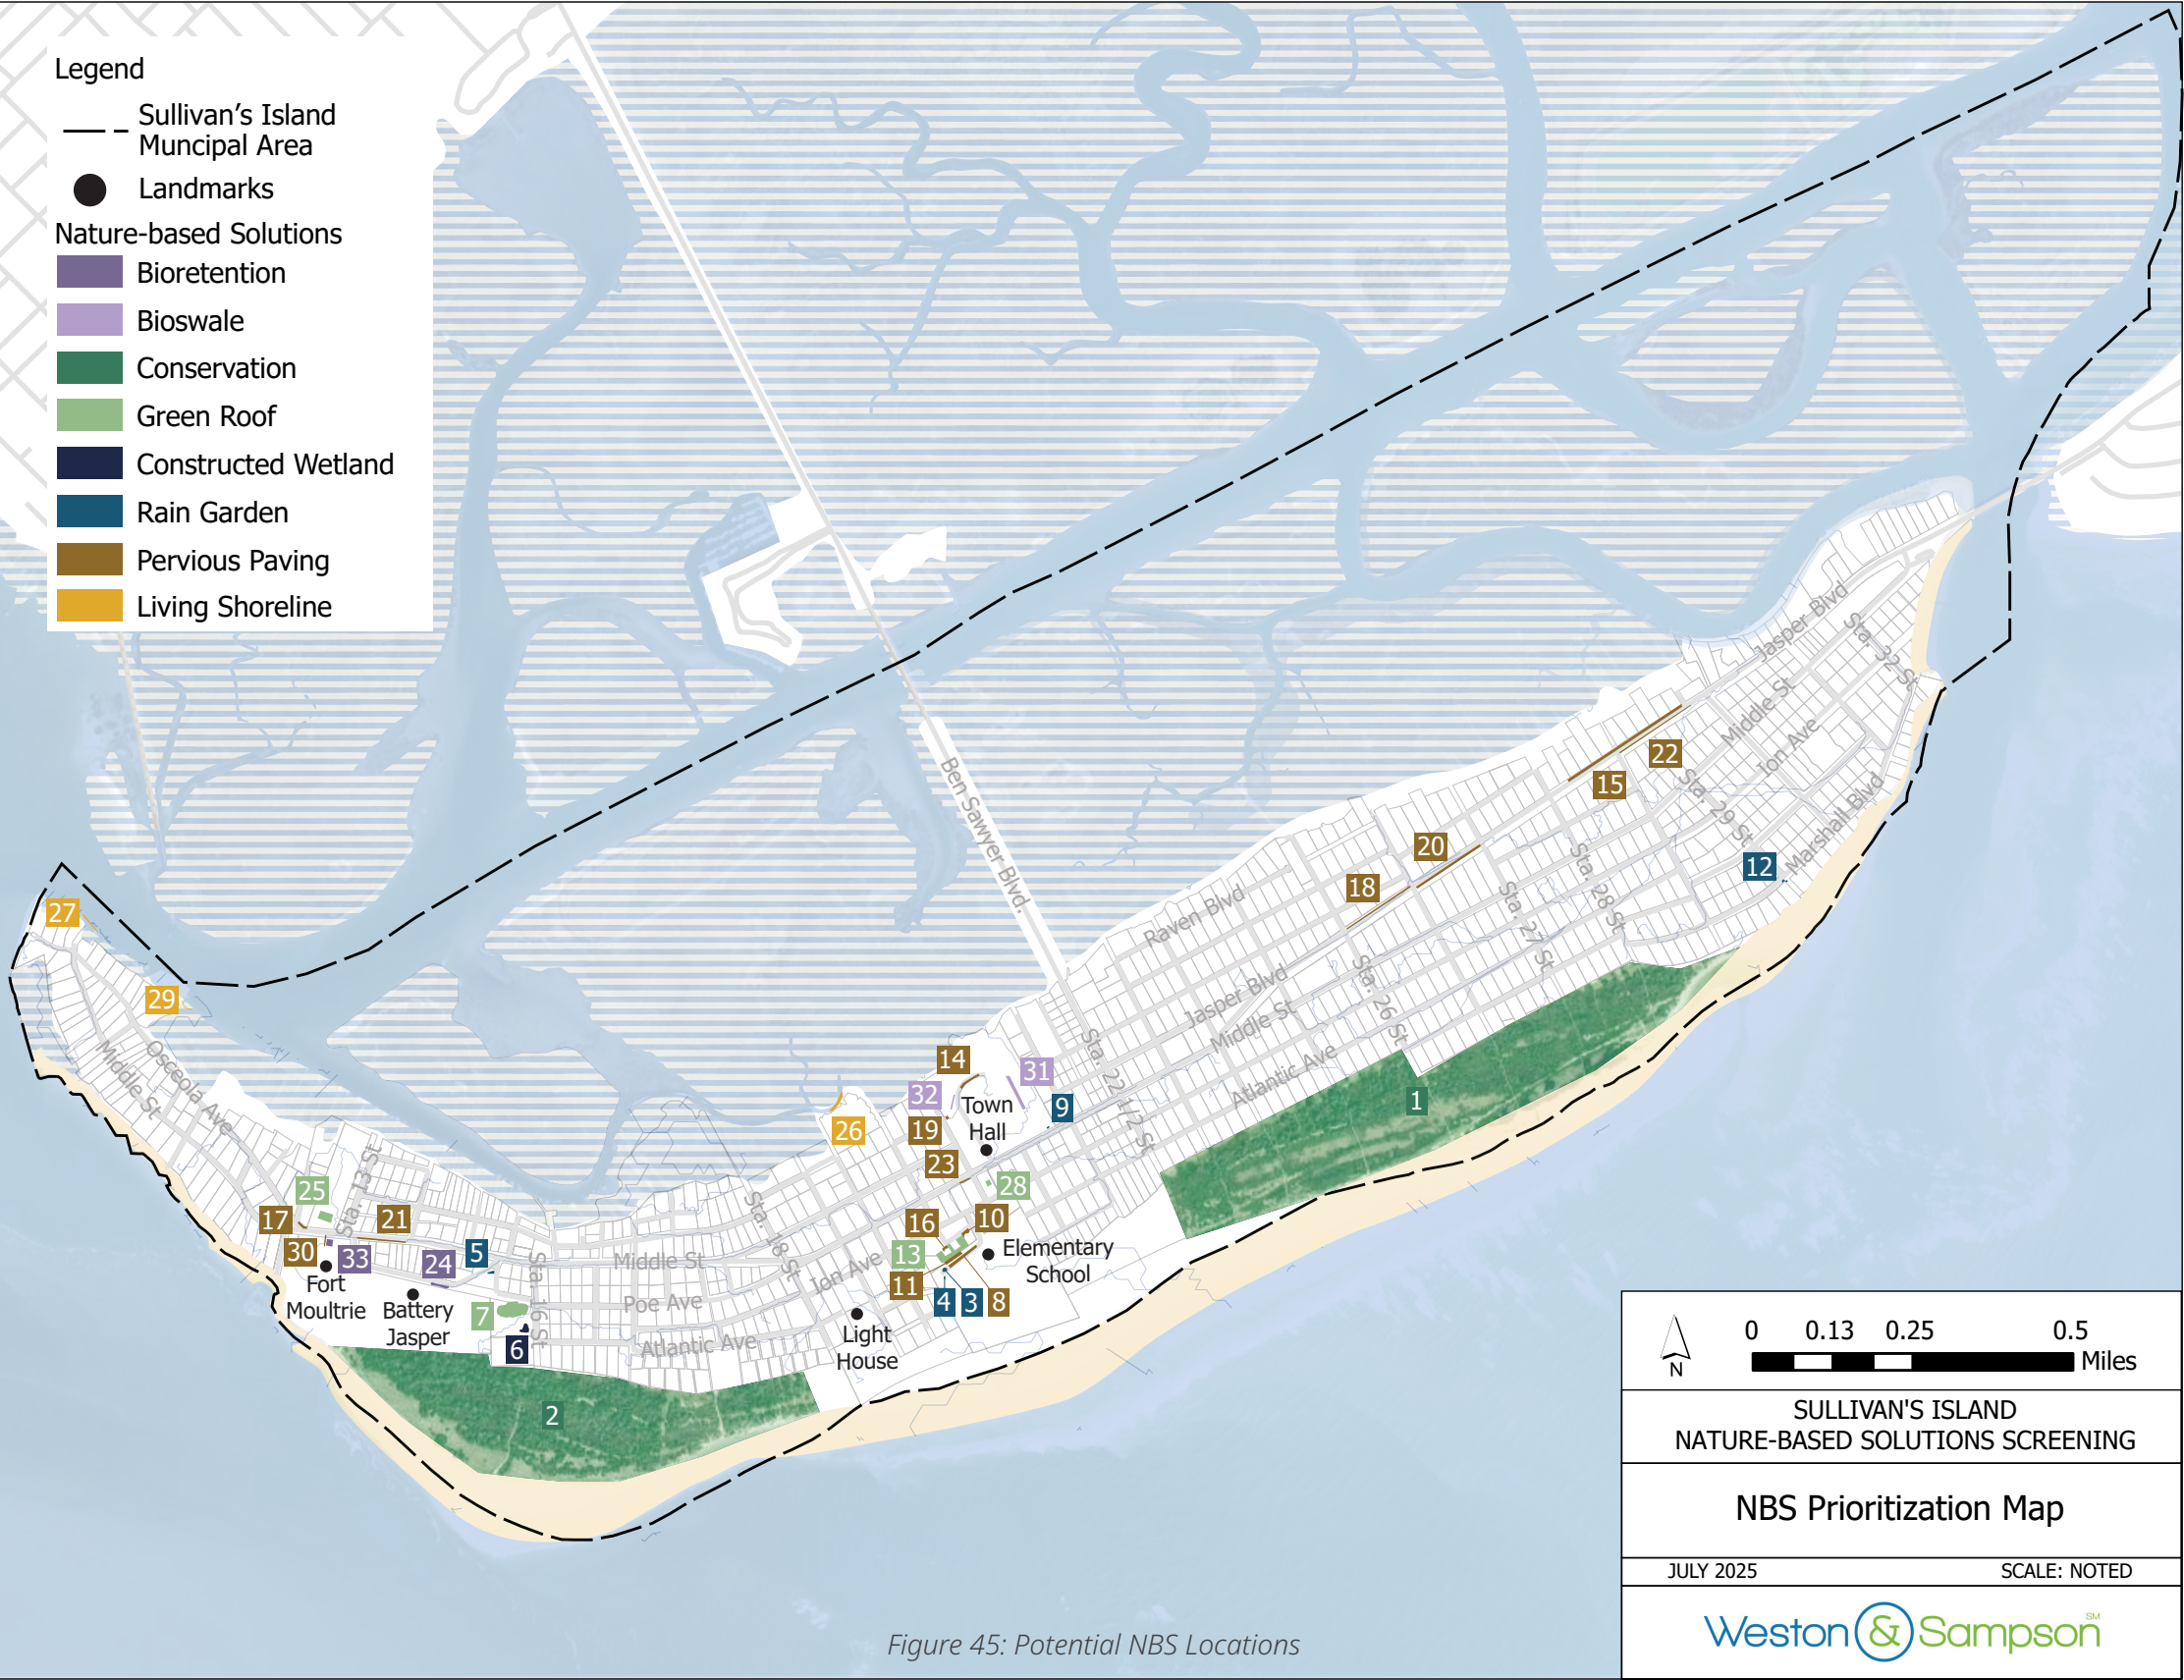 Legend
Sullivan's Island
Muncipal Area
Landmarks
Nature-based Solutions
Bioretention
Bioswale
Conservation
Green Roof
Constructed Wetland
Rain Garden
Pervious Paving
Living Shoreline
Ben Sawyer Blvd.
Jasper Blvd
Sta. 32 St
Middle St
Ion Ave
22
15
Sta. 29 St
Marshall Blvd
12
20
18
Sta. 28 St
Sta. 27 St
Raven Blvd
Jasper Blvd
Middle St
Sta. 26 St
Atlantic Ave
Sta. 22 1/2 St
1
27
29
Osceola Ave
Middle St
14
31
32
9
Town
Hall
19
26
23
28
25
Sta. 13 St
17
21
30
33
24
5
Fort
Moultrie
Battery
Jasper
7
6
Sta. 16 St
Middle St
Poe Ave
Atlantic Ave
Sta. 18 St
Ion Ave
16
10
13
11
Elementary
School
4
3
8
Light
House
2
N
0 0.13 0.25 0.5
Miles
SULLIVAN'S ISLAND
NATURE-BASED SOLUTIONS SCREENING
NBS Prioritization Map
JULY 2025 SCALE: NOTED
Weston & Sampson SM
Figure 45: Potential NBS Locations